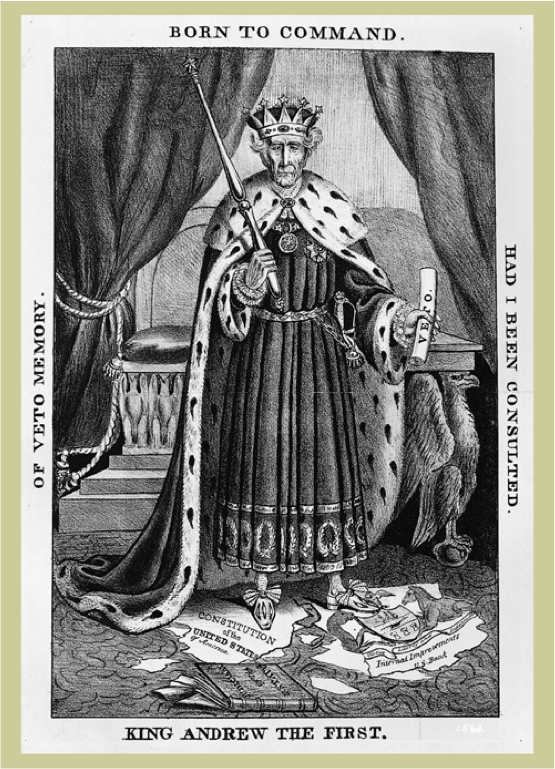 BORN TO COMMAND.
OF VETO MEMORY.
HAD I BEEN CONSULTED.
VETO.
CONSTITUTION
of the
UNITED STATES
of America
Internal Improvements
U.S. Bank
KING ANDREW THE FIRST.